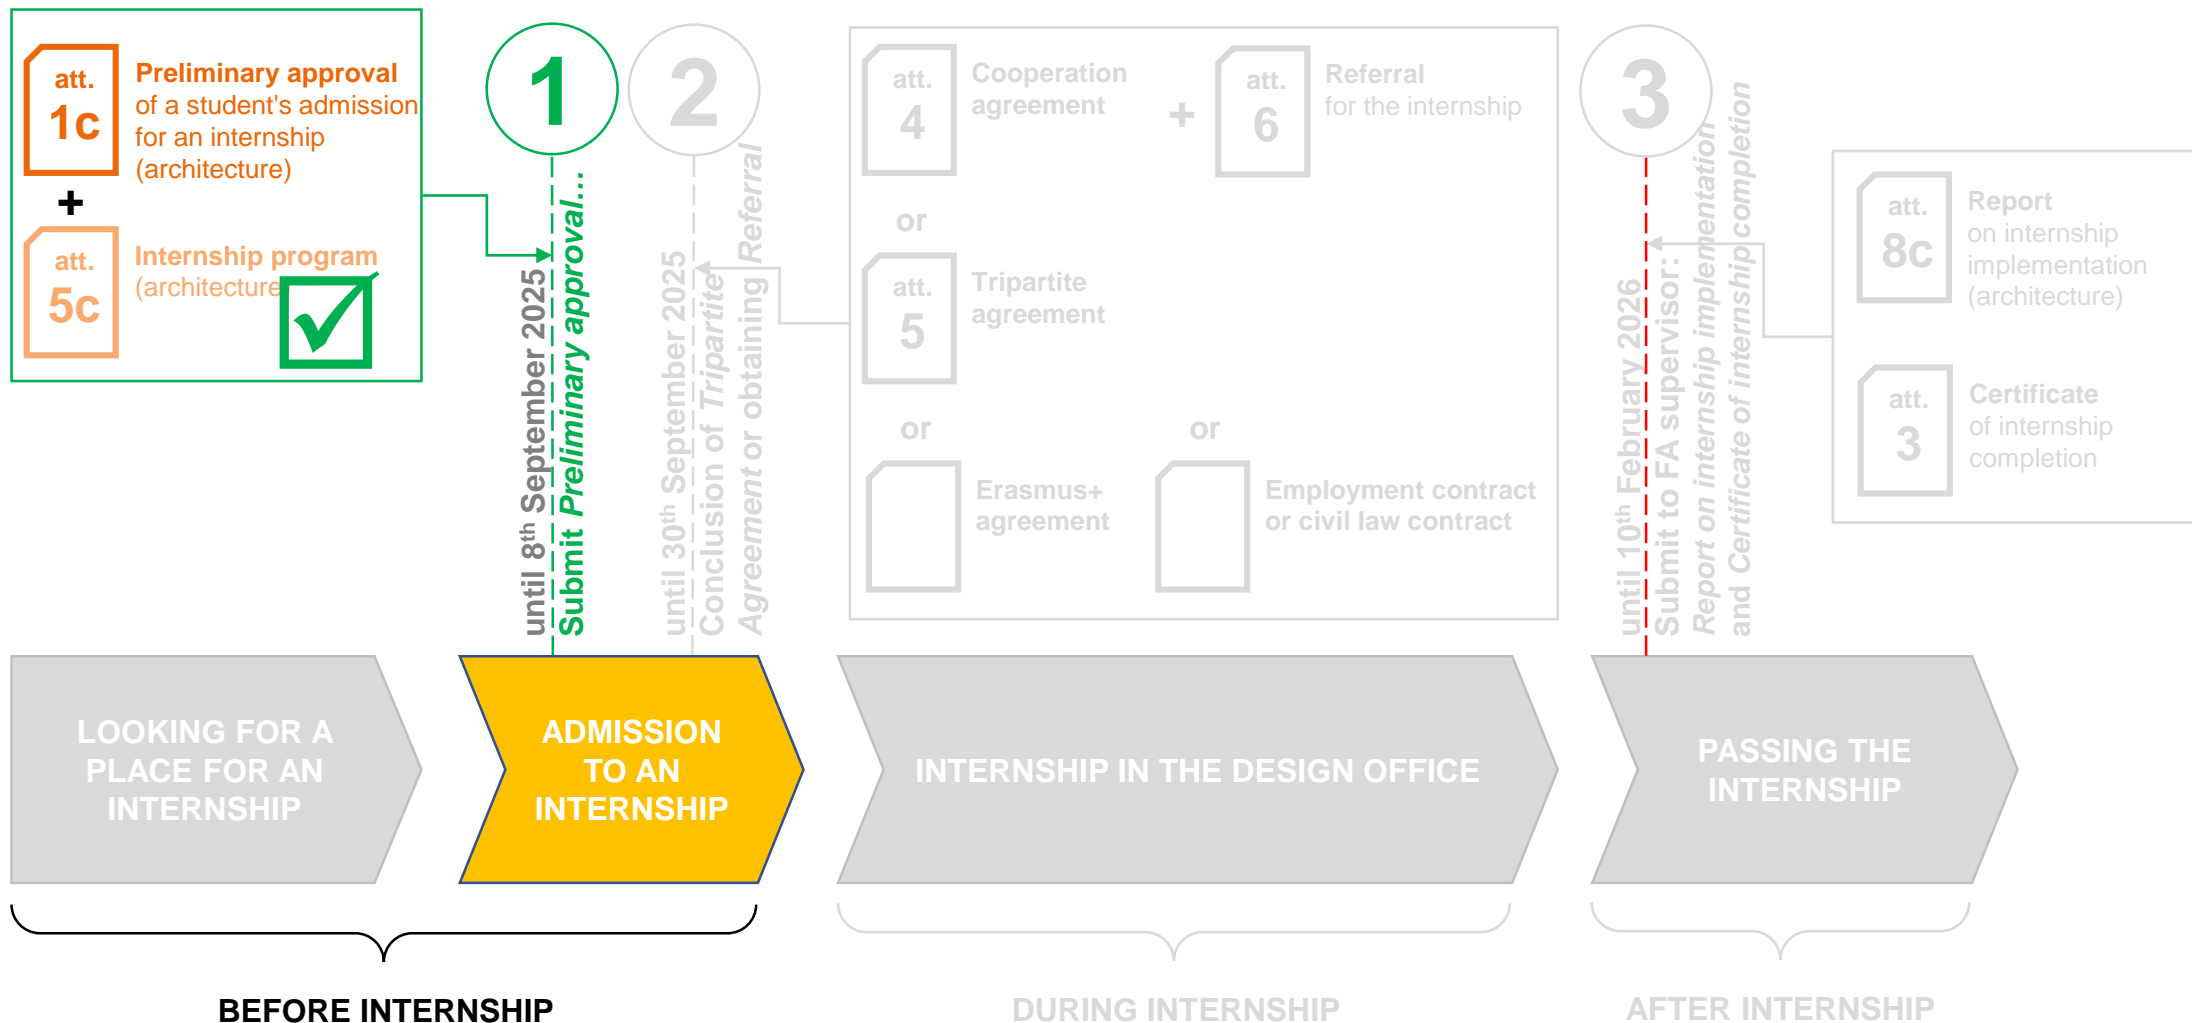 att.
1c
Preliminary approval
of a student's admission
for an internship
(architecture)
+
att.
5c
Internship program
(architecture
1
until 8th September 2025
Submit Preliminary approval...
2
until 30th September 2025
Conclusion of Tripartite
Agreement or obtaining Referral
att.
4
Cooperation
agreement
+
att.
6
Referral
for the internship
or
att.
5
Tripartite
agreement
or
Erasmus+
agreement
or
Employment contract
or civil law contract
3
until 10th February 2026
Submit to FA supervisor:
Report on internship implementation
and Certificate of internship completion
att.
8c
Report
on internship
implementation
(architecture)
att.
3
Certificate
of internship
completion
LOOKING FOR A
PLACE FOR AN
INTERNSHIP
ADMISSION
TO AN
INTERNSHIP
INTERNSHIP IN THE DESIGN OFFICE
PASSING THE
INTERNSHIP
BEFORE INTERNSHIP
DURING INTERNSHIP
AFTER INTERNSHIP